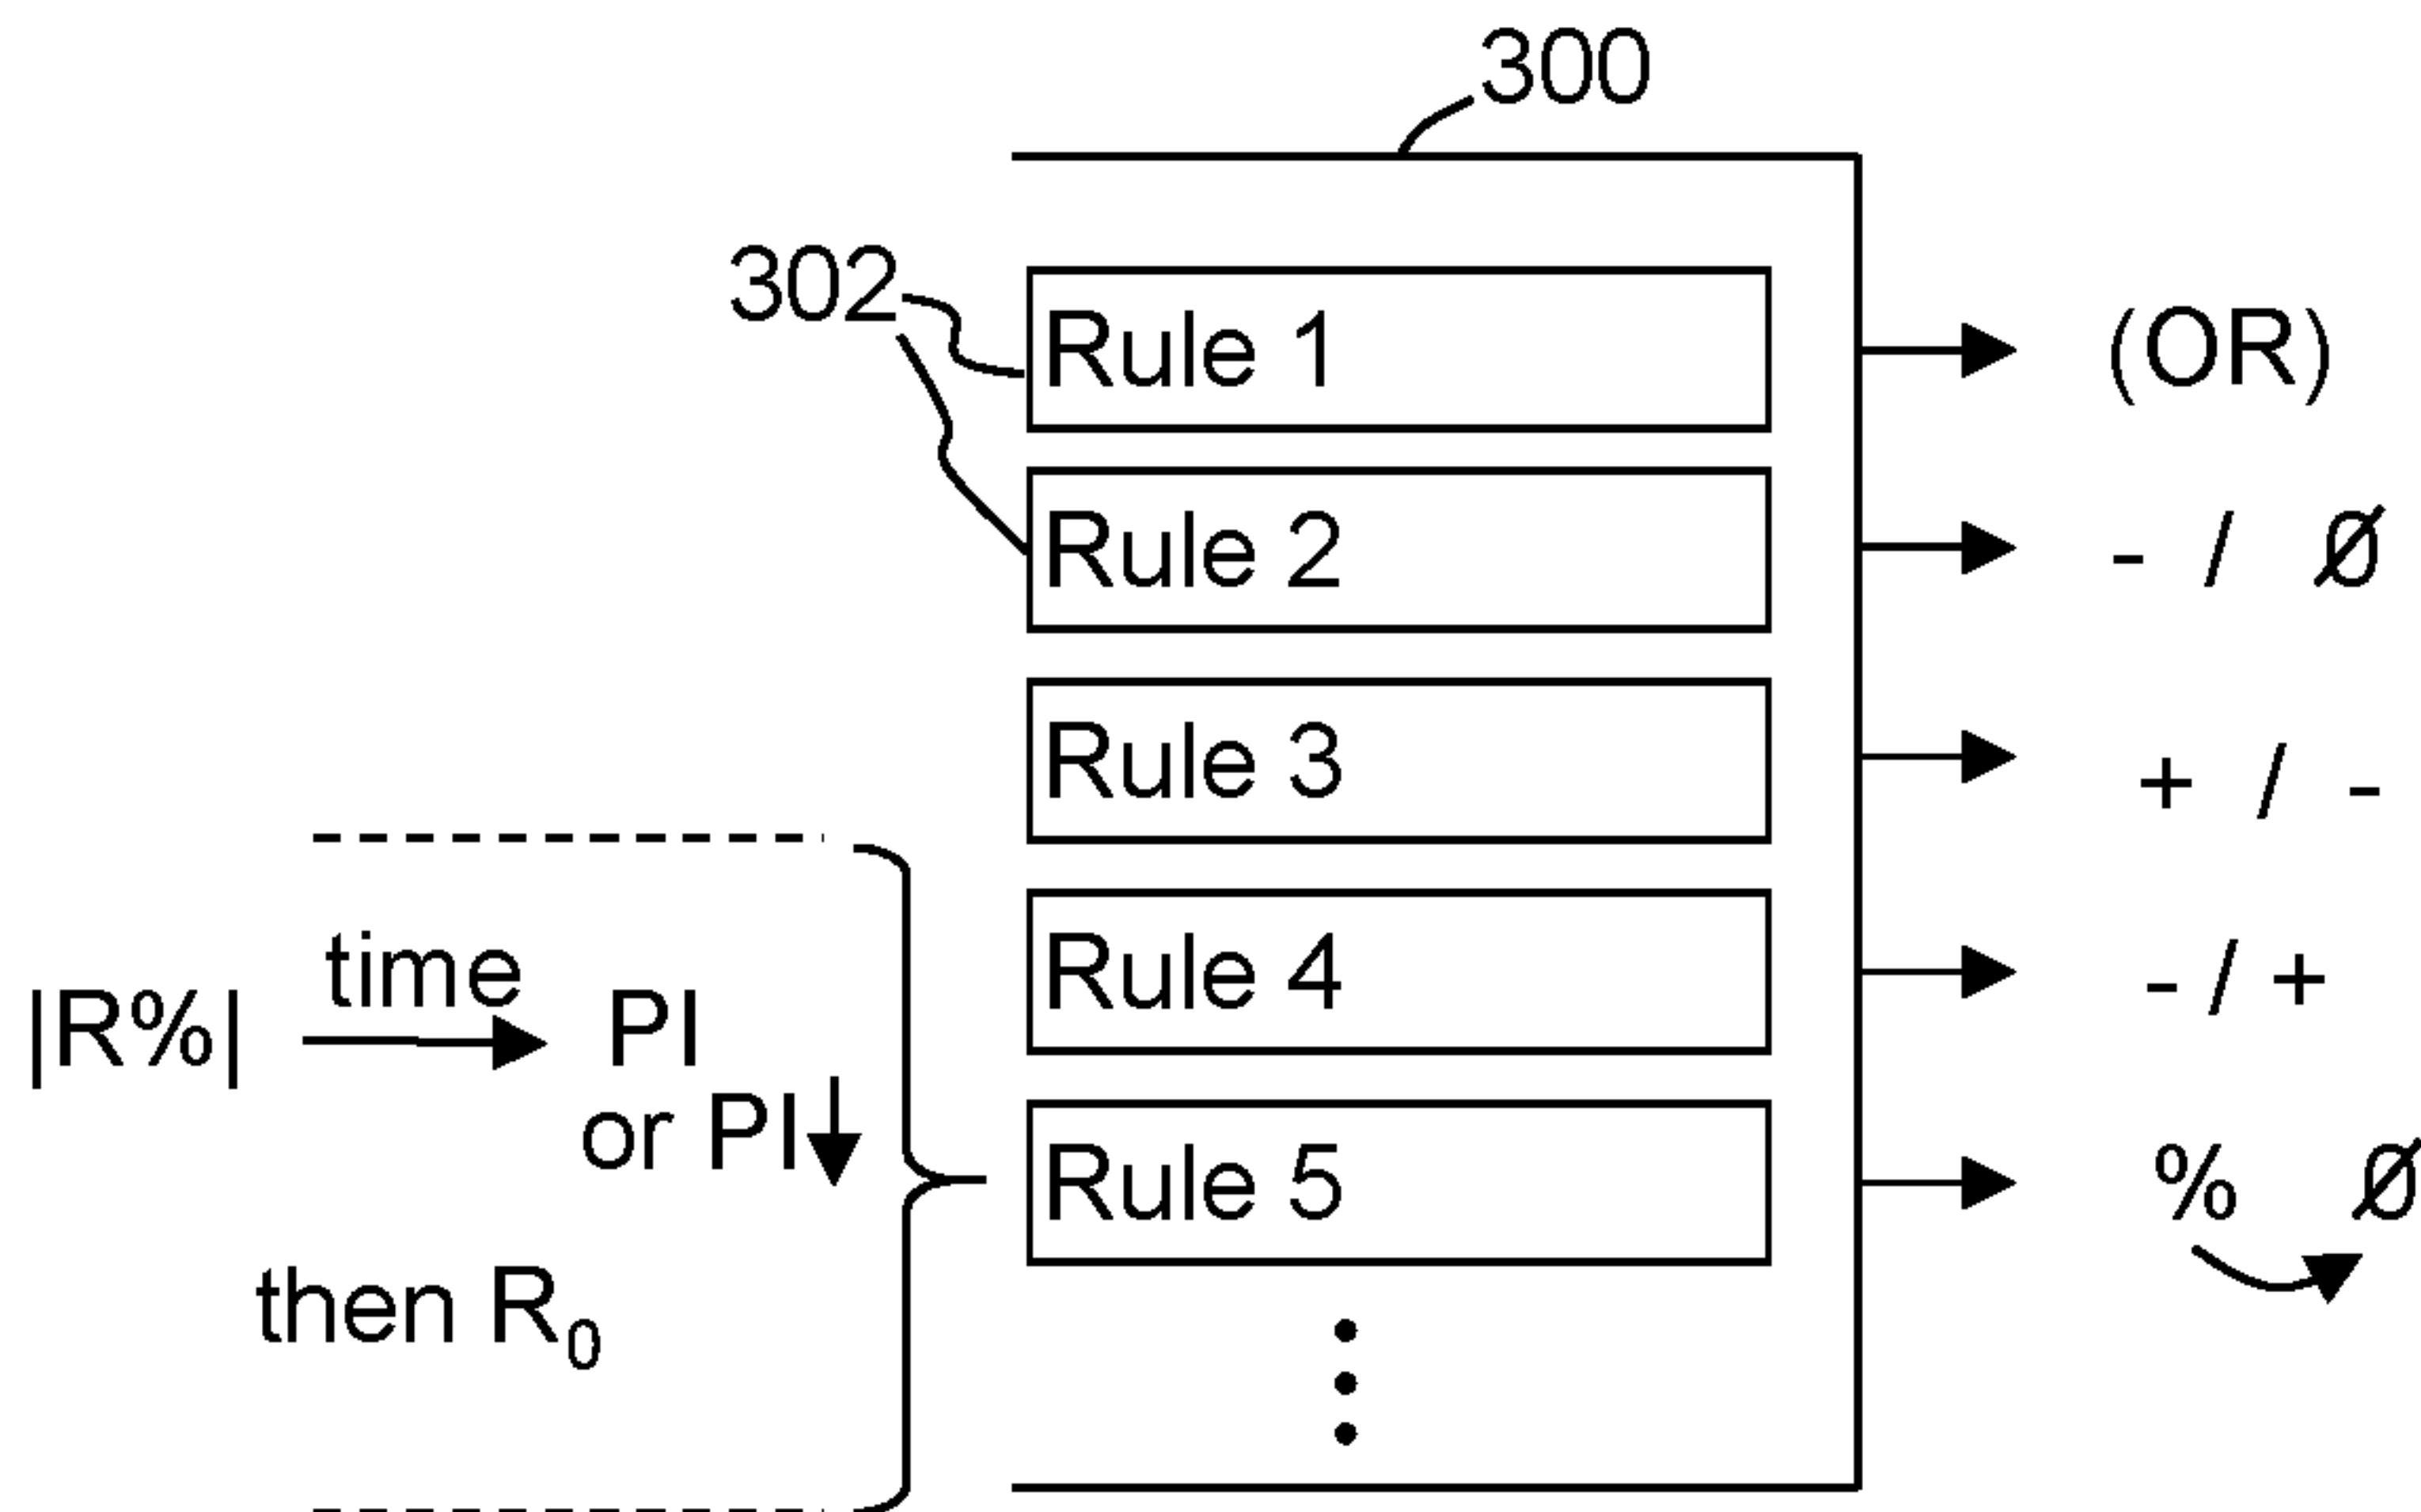 300
302
Rule 1
(OR)
Rule 2
- / Ø
Rule 3
+ / -
Rule 4
- / +
|R%| time PI
or PI
then R₀
Rule 5
% Ø